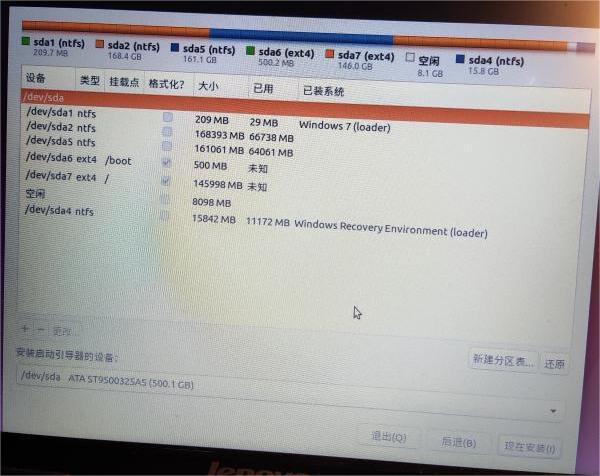 sda1 (ntfs) sda2 (ntfs) sda5 (ntfs) sda6 (ext4) sda7 (ext4) 空闲 sda4 (ntfs)
209.7 MB 168.4 GB 161.1 GB 500.2 MB 146.0 GB 8.1 GB 15.8 GB
设备 类型 挂载点 格式化? 大小 已用 已装系统
/dev/sda
/dev/sda1 ntfs 209 MB 29 MB Windows 7 (loader)
/dev/sda2 ntfs 168393 MB 66738 MB
/dev/sda5 ntfs 161061 MB 64061 MB
/dev/sda6 ext4 /boot 500 MB 未知
/dev/sda7 ext4 / 145998 MB 未知
空闲 8098 MB
/dev/sda4 ntfs 15842 MB 11172 MB Windows Recovery Environment (loader)
+ − 更改...
新建分区表... 还原
安装启动引导器的设备:
/dev/sda ATA ST9500325AS (500.1 GB)
退出(Q) 后退(B) 现在安装(I)
lenovo